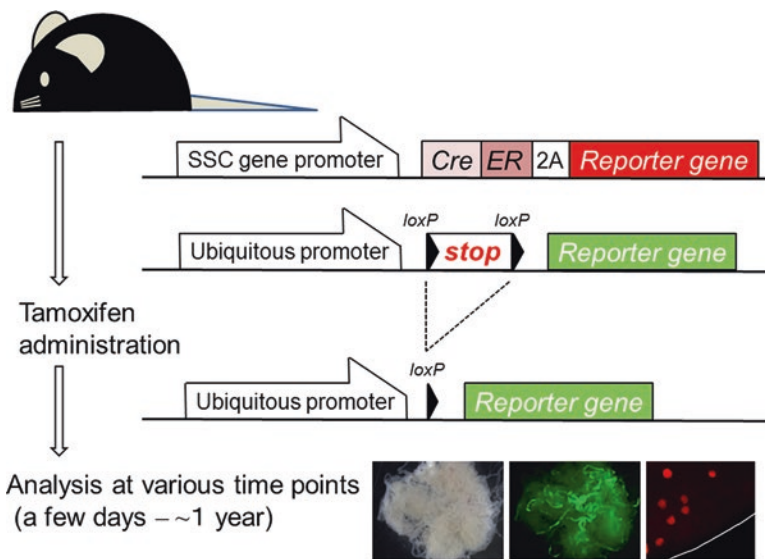 SSC gene promoter Cre ER 2A Reporter gene
loxP loxP
Ubiquitous promoter stop Reporter gene
Tamoxifen
administration
loxP
Ubiquitous promoter Reporter gene
Analysis at various time points
(a few days – ~1 year)